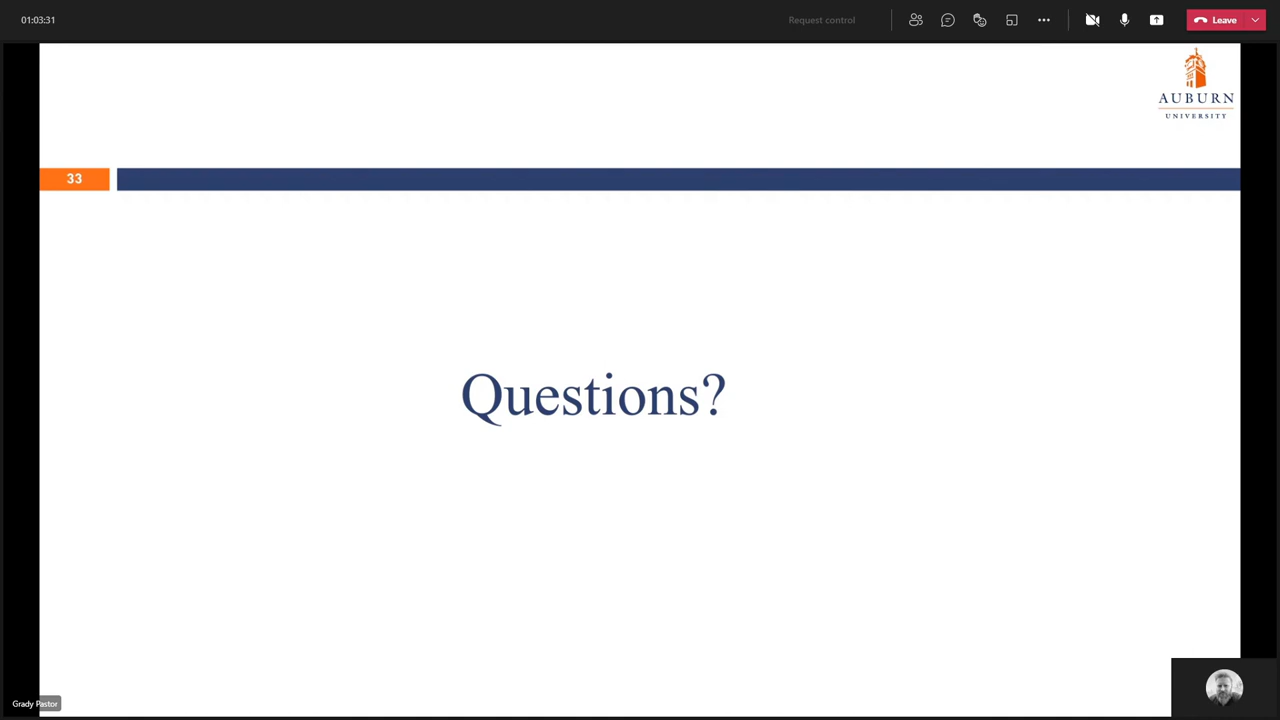 01:03:31
Request control
Leave
AUBURN
UNIVERSITY
33
Questions?
Grady Pastor